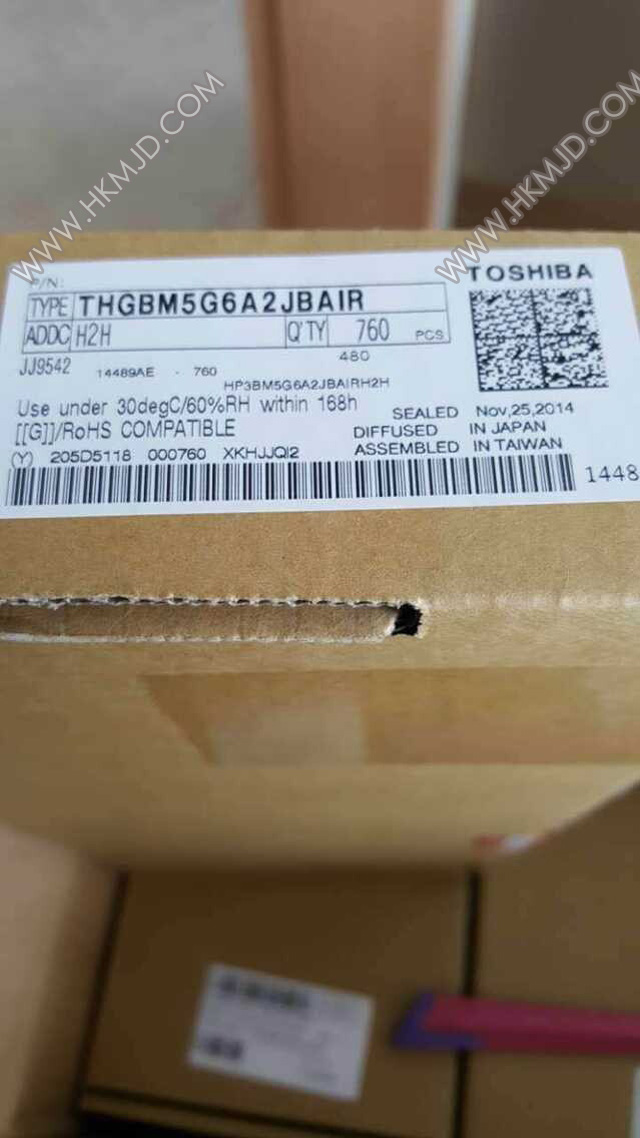 WWW.HKMJD.COM
WWW.HKMJD.COM
P/N:
TOSHIBA
TYPE THGBM5G6A2JBAIR
ADDC H2H Q'TY 760 PCS
480
JJ9542 14489AE - 760
HP3BM5G6A2JBAIRH2H
Use under 30degC/60%RH within 168h
SEALED Nov,25,2014
[[G]]/RoHS COMPATIBLE
DIFFUSED IN JAPAN
ASSEMBLED IN TAIWAN
(Y) 205D5118 000760 XKHJJQI2
1448